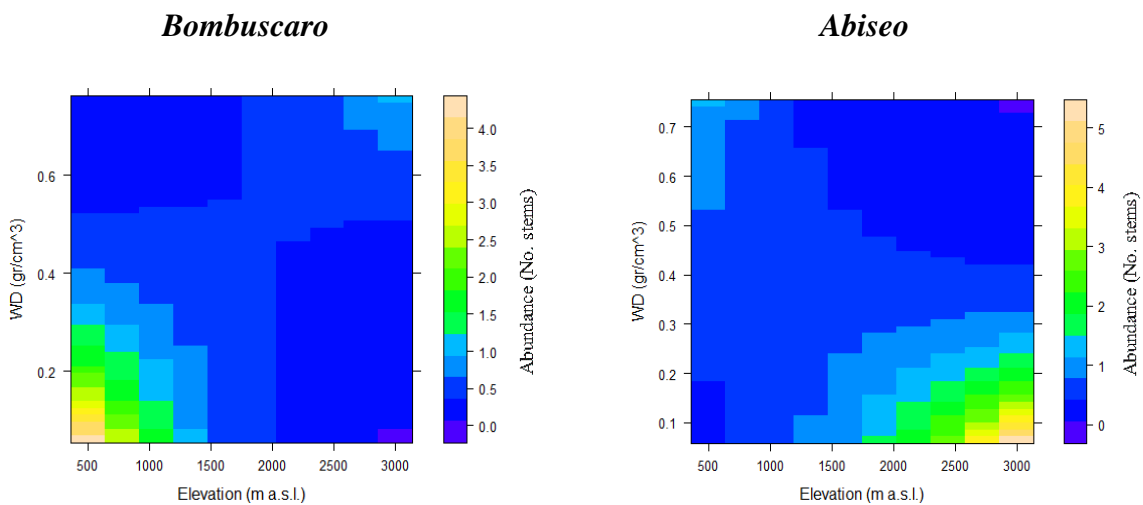 Bombuscaro
WD (gr/cm^3)
0.6
0.4
0.2
500 1000 1500 2000 2500 3000
Elevation (m a.s.l.)
4.0
3.5
3.0
2.5
2.0
1.5
1.0
0.5
0.0
Abundance (No. stems)
Abiseo
WD (gr/cm^3)
0.7
0.6
0.5
0.4
0.3
0.2
0.1
500 1000 1500 2000 2500 3000
Elevation (m a.s.l.)
5
4
3
2
1
0
Abundance (No. stems)